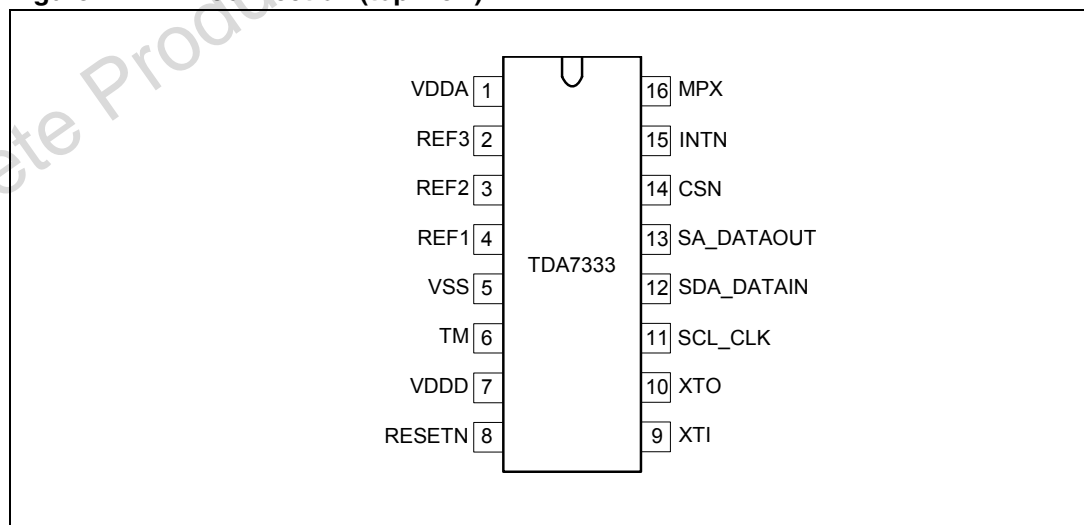 (top
VDDA 1
REF3 2
REF2 3
REF1 4
VSS 5
TM 6
VDDD 7
RESETN 8
TDA7333
16 MPX
15 INTN
14 CSN
13 SA_DATAOUT
12 SDA_DATAIN
11 SCL_CLK
10 XTO
9 XTI